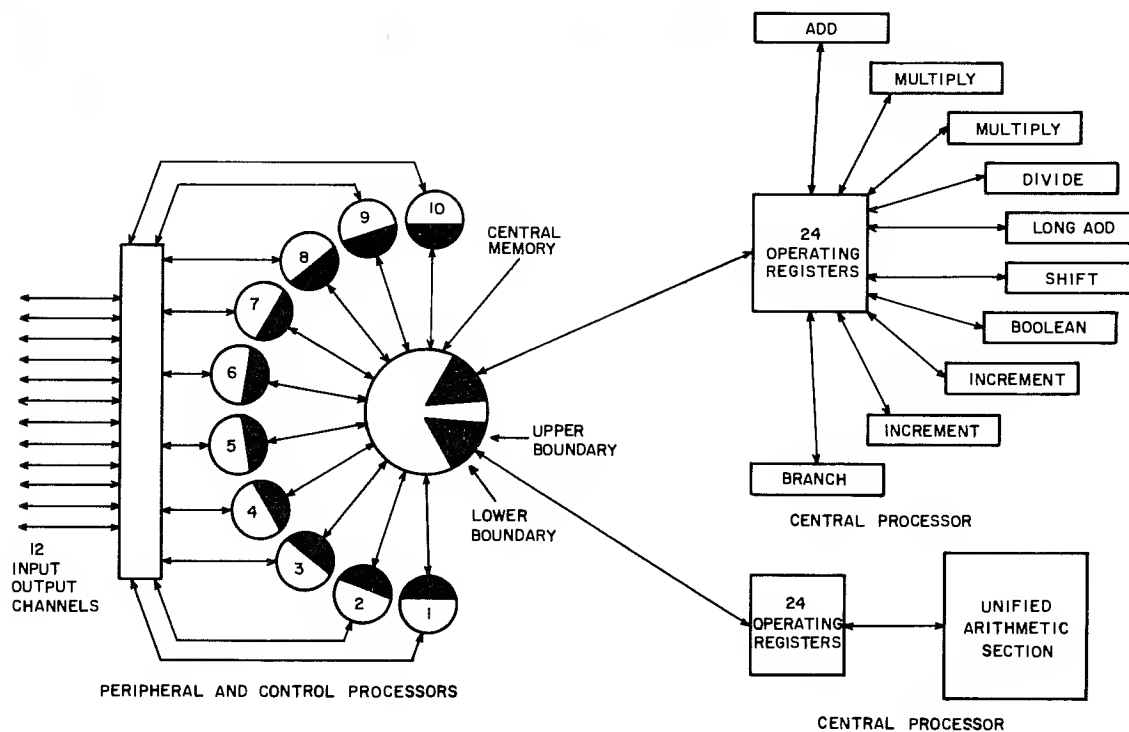 ADD
MULTIPLY
MULTIPLY
DIVIDE
LONG AOD
SHIFT
BOOLEAN
INCREMENT
INCREMENT
BRANCH
24
OPERATING
REGISTERS
CENTRAL PROCESSOR
10
9
8
7
6
5
4
3
2
1
CENTRAL
MEMORY
UPPER
BOUNDARY
LOWER
BOUNDARY
12
INPUT
OUTPUT
CHANNELS
PERIPHERAL AND CONTROL PROCESSORS
24
OPERATING
REGISTERS
UNIFIED
ARITHMETIC
SECTION
CENTRAL PROCESSOR